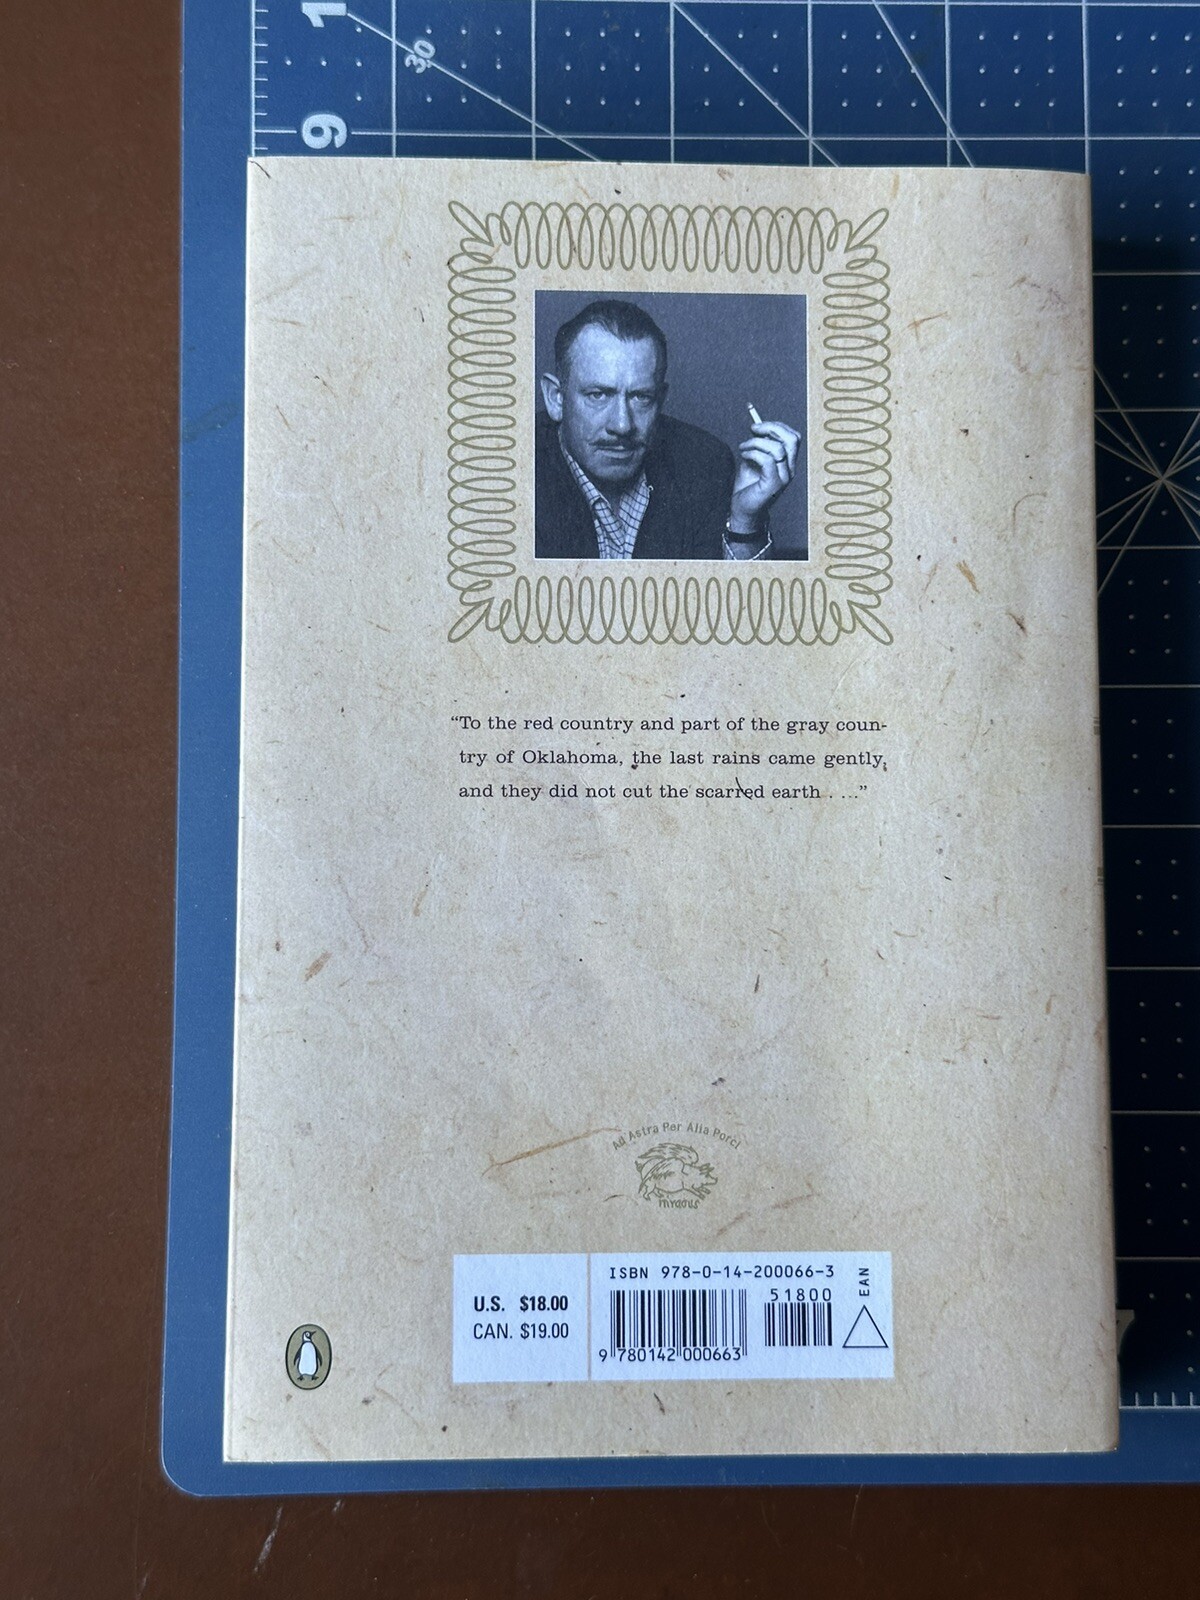 1
30
9
“To the red country and part of the gray coun-
try of Oklahoma, the last rains came gently,
and they did not cut the scarred earth . . . .”
Ad Astra Per Alia Porci
U.S. $18.00
CAN. $19.00
ISBN 978-0-14-200066-3
51800
EAN
9 780142 000663